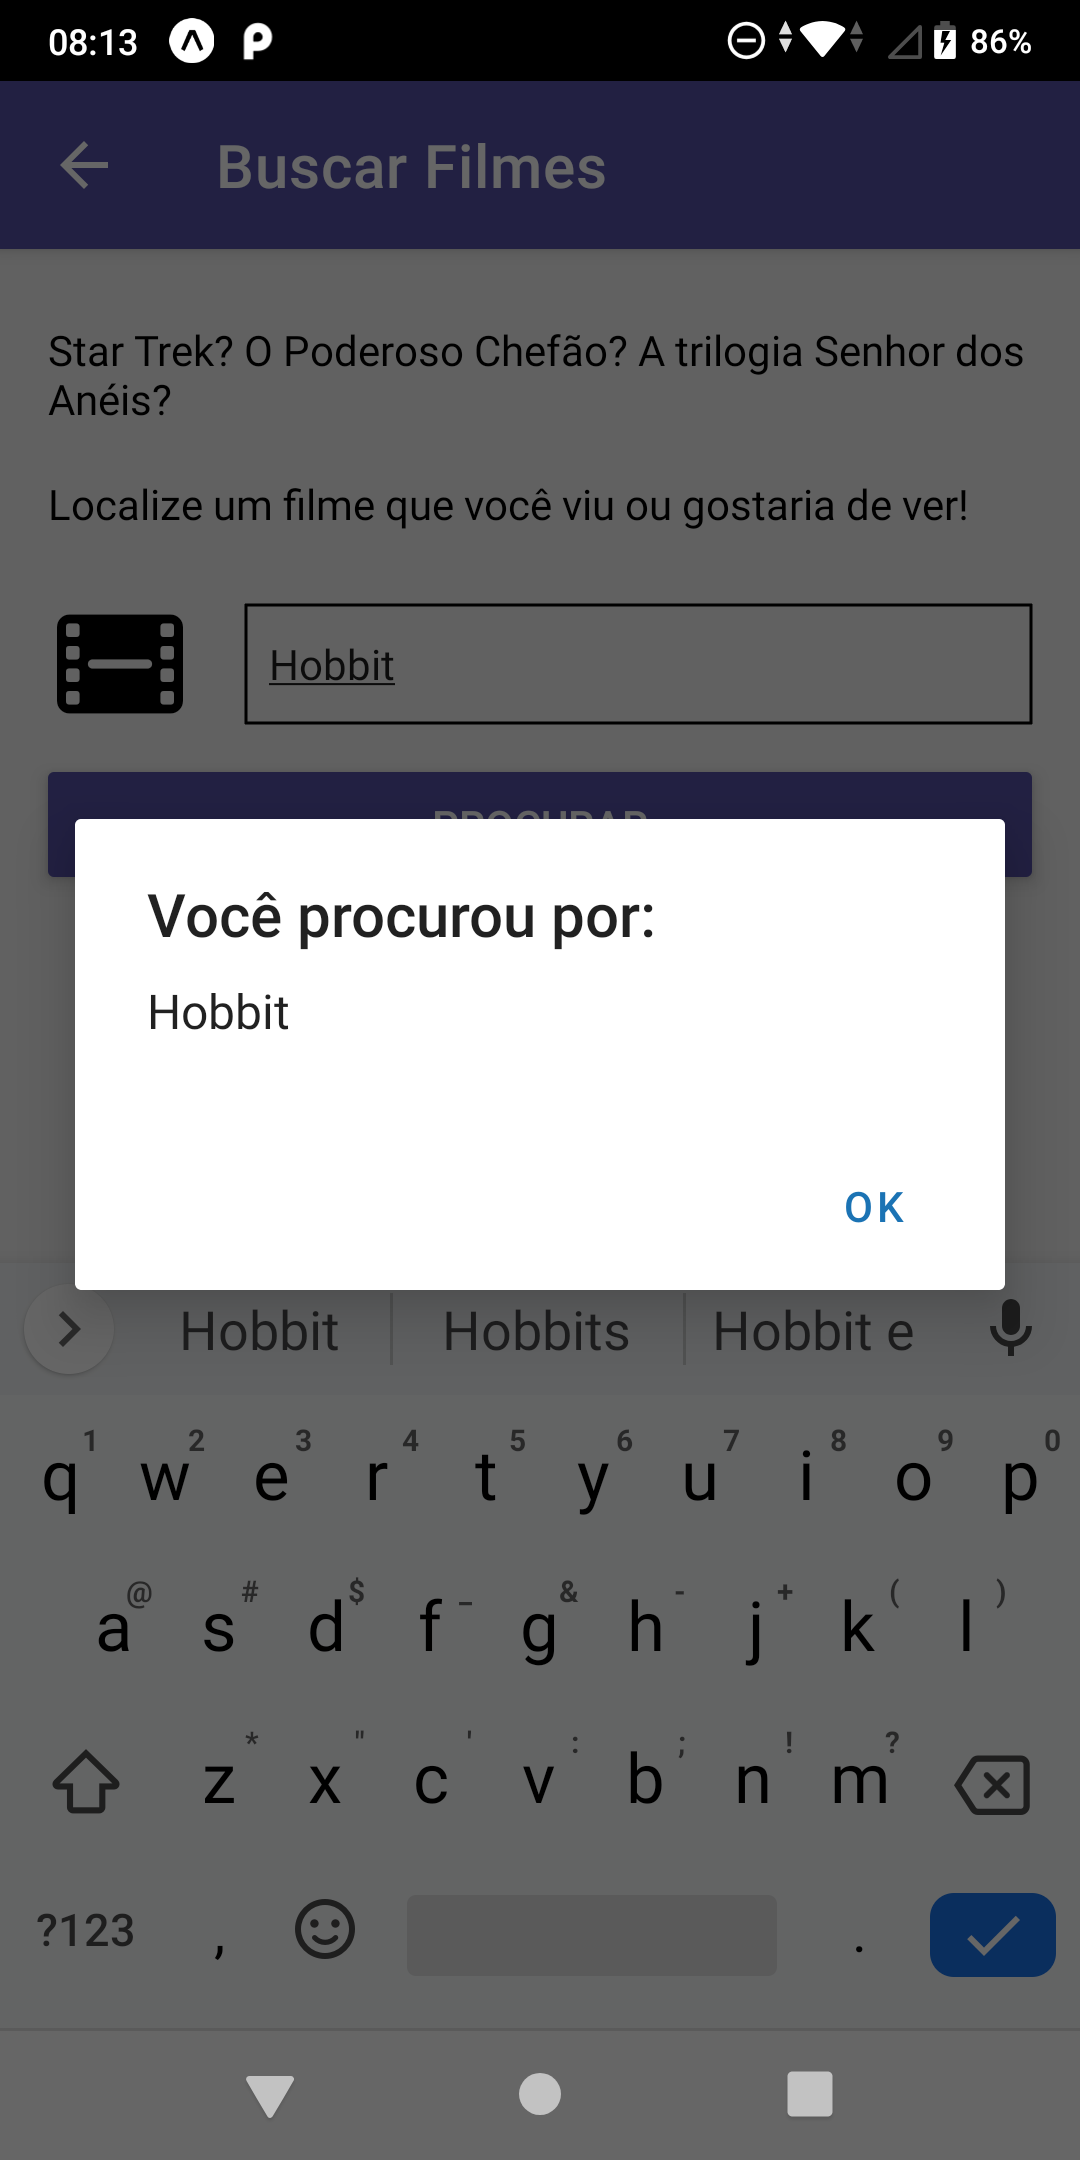 08:13
86%
Buscar Filmes
Star Trek? O Poderoso Chefão? A trilogia Senhor dos
Anéis?
Localize um filme que você viu ou gostaria de ver!
Hobbit
PROCURAR
Você procurou por:
Hobbit
OK
Hobbit Hobbits Hobbit e
1 2 3 4 5 6 7 8 9 0
q w e r t y u i o p
@ # $ _ & - + ( )
a s d f g h j k l
* " ' : ; ! ?
z x c v b n m
?123 , .